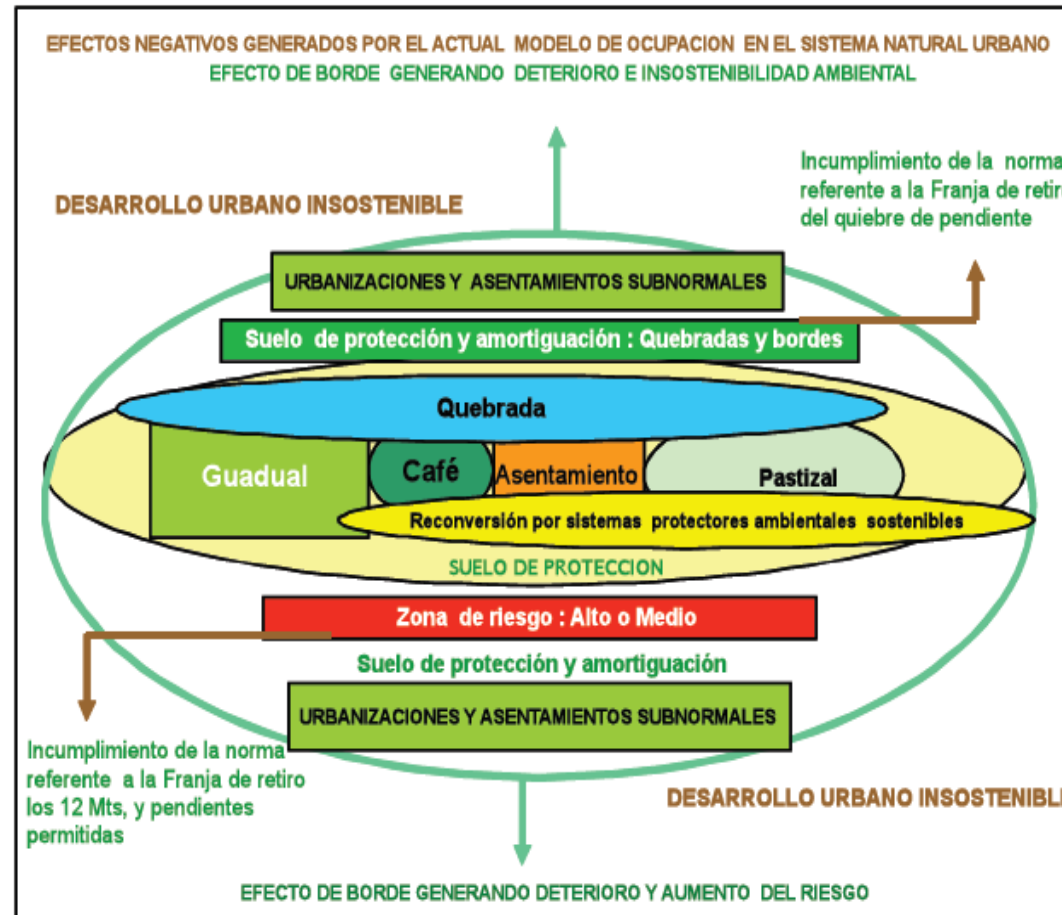 EFECTOS NEGATIVOS GENERADOS POR EL ACTUAL MODELO DE OCUPACION EN EL SISTEMA NATURAL URBANO
EFECTO DE BORDE GENERANDO DETERIORO E INSOSTENIBILIDAD AMBIENTAL
Incumplimiento de la norma
referente a la Franja de retir
del quiebre de pendiente
DESARROLLO URBANO INSOSTENIBLE
URBANIZACIONES Y ASENTAMIENTOS SUBNORMALES
Suelo de protección y amortiguación : Quebradas y bordes
Quebrada
Guadual
Café
Asentamiento
Pastizal
Reconversión por sistemas protectores ambientales sostenibles
SUELO DE PROTECCION
Zona de riesgo : Alto o Medio
Suelo de protección y amortiguación
URBANIZACIONES Y ASENTAMIENTOS SUBNORMALES
Incumplimiento de la norma
referente a la Franja de retiro
los 12 Mts, y pendientes
permitidas
DESARROLLO URBANO INSOSTENIBL
EFECTO DE BORDE GENERANDO DETERIORO Y AUMENTO DEL RIESGO